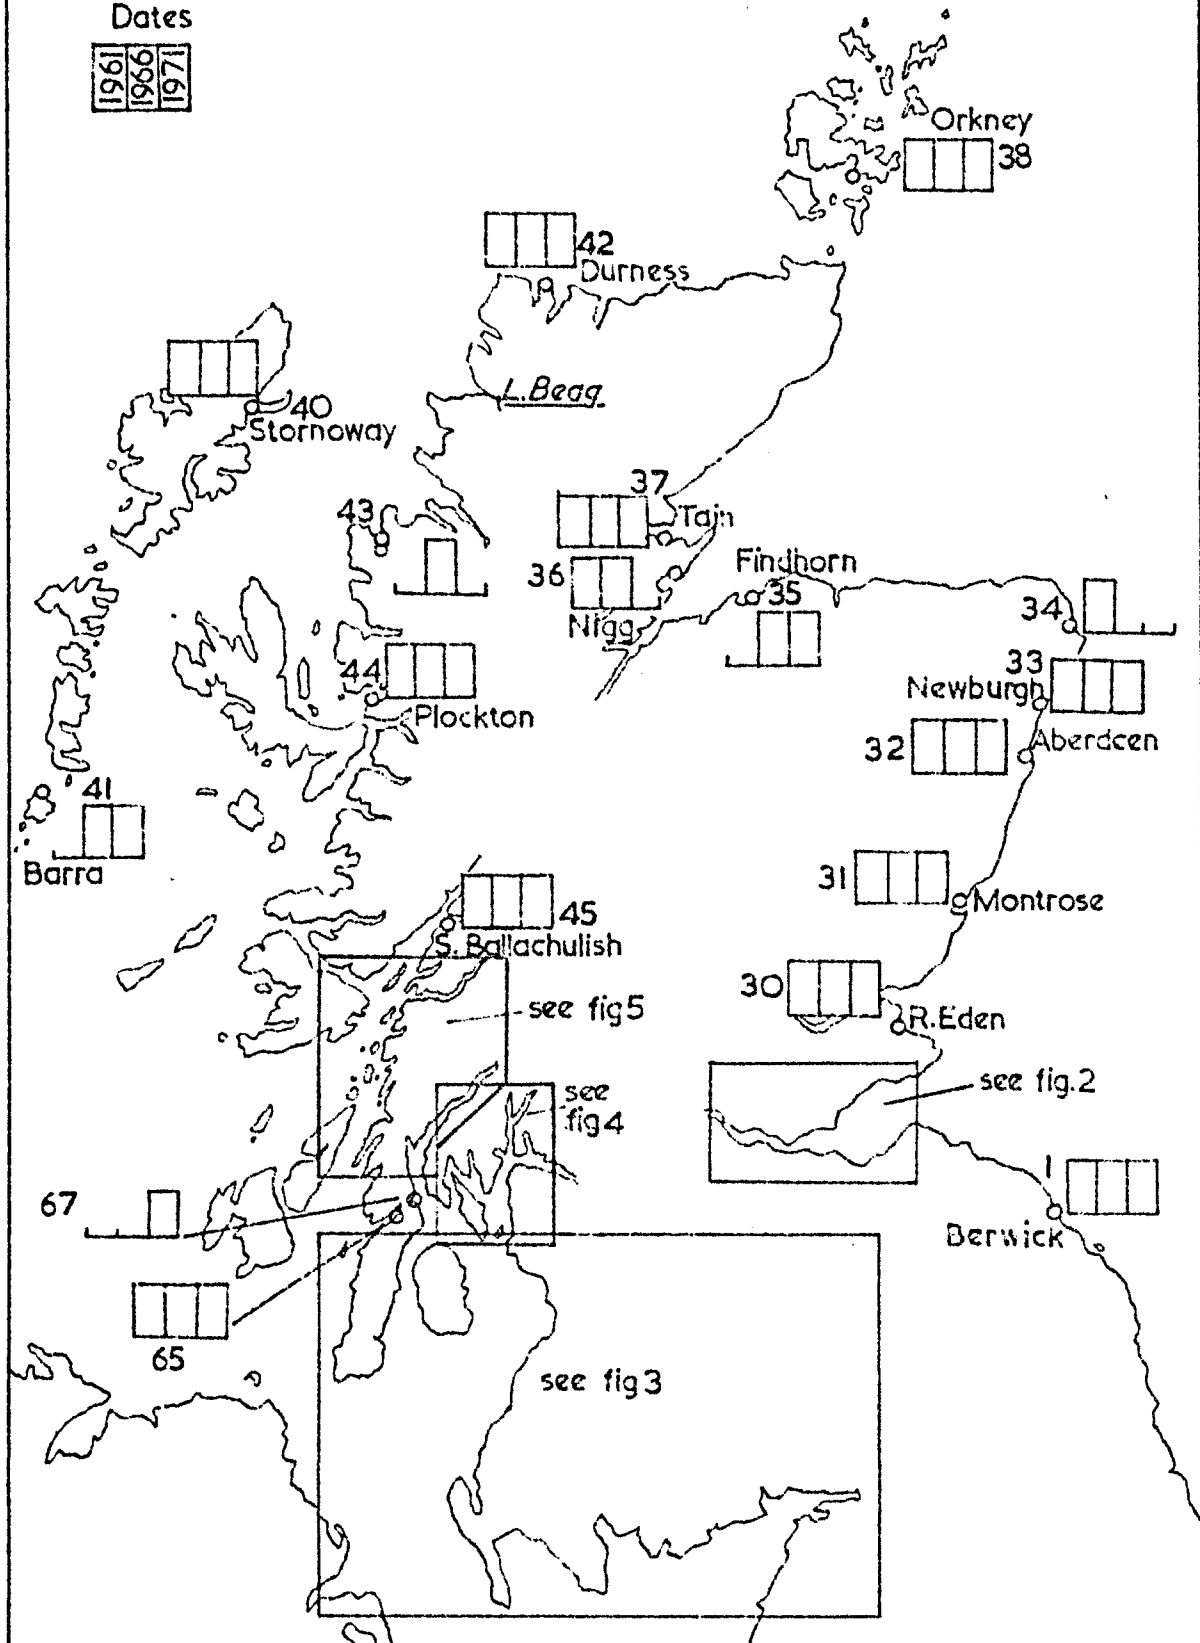 Dates
1961 1966 1971
Orkney
38
42
Durness
L. Beag
40
Stornoway
37
Tain
43
36
Nigg
Findhorn
35
34
33
Newburgh
44
Plockton
32
Aberdeen
41
Barra
31
Montrose
45
S. Ballachulish
30
R. Eden
see fig 5
see fig. 2
see
fig 4
1
Berwick
67
65
see fig 3